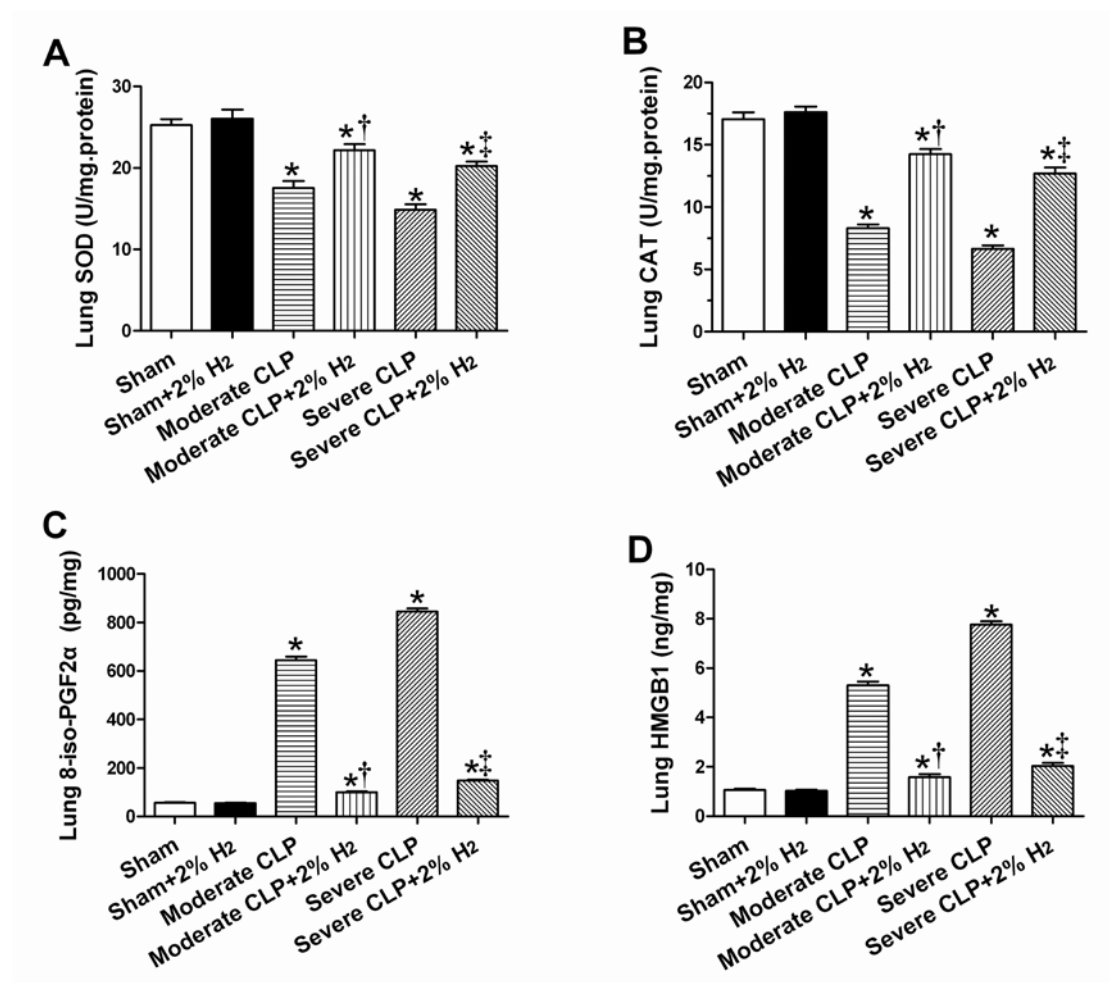 A
Lung SOD (U/mg.protein)
30
20
10
0
*
*†
*
*‡
Sham
Sham+2% H₂
Moderate CLP
Moderate CLP+2% H₂
Severe CLP
Severe CLP+2% H₂
B
Lung CAT (U/mg.protein)
20
15
10
5
0
*
*†
*
*‡
Sham
Sham+2% H₂
Moderate CLP
Moderate CLP+2% H₂
Severe CLP
Severe CLP+2% H₂
C
Lung 8-iso-PGF2α (pg/mg)
1000
800
600
400
200
0
*
*†
*
*‡
Sham
Sham+2% H₂
Moderate CLP
Moderate CLP+2% H₂
Severe CLP
Severe CLP+2% H₂
D
Lung HMGB1 (ng/mg)
10
8
6
4
2
0
*
*†
*
*‡
Sham
Sham+2% H₂
Moderate CLP
Moderate CLP+2% H₂
Severe CLP
Severe CLP+2% H₂